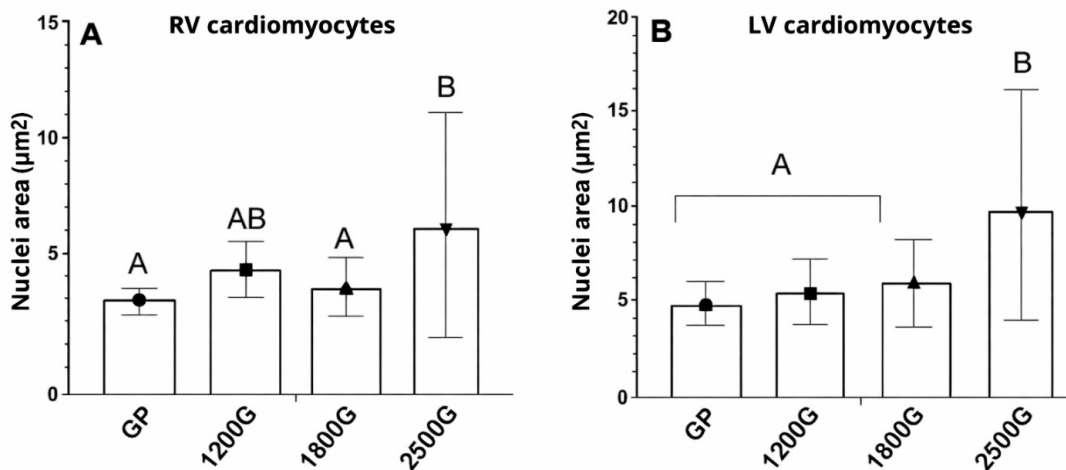 A
RV cardiomyocytes
Nuclei area (µm2)
15
10
5
0
A
AB
A
B
GP
1200G
1800G
2500G
B
LV cardiomyocytes
Nuclei area (µm2)
20
15
10
5
0
A
B
GP
1200G
1800G
2500G